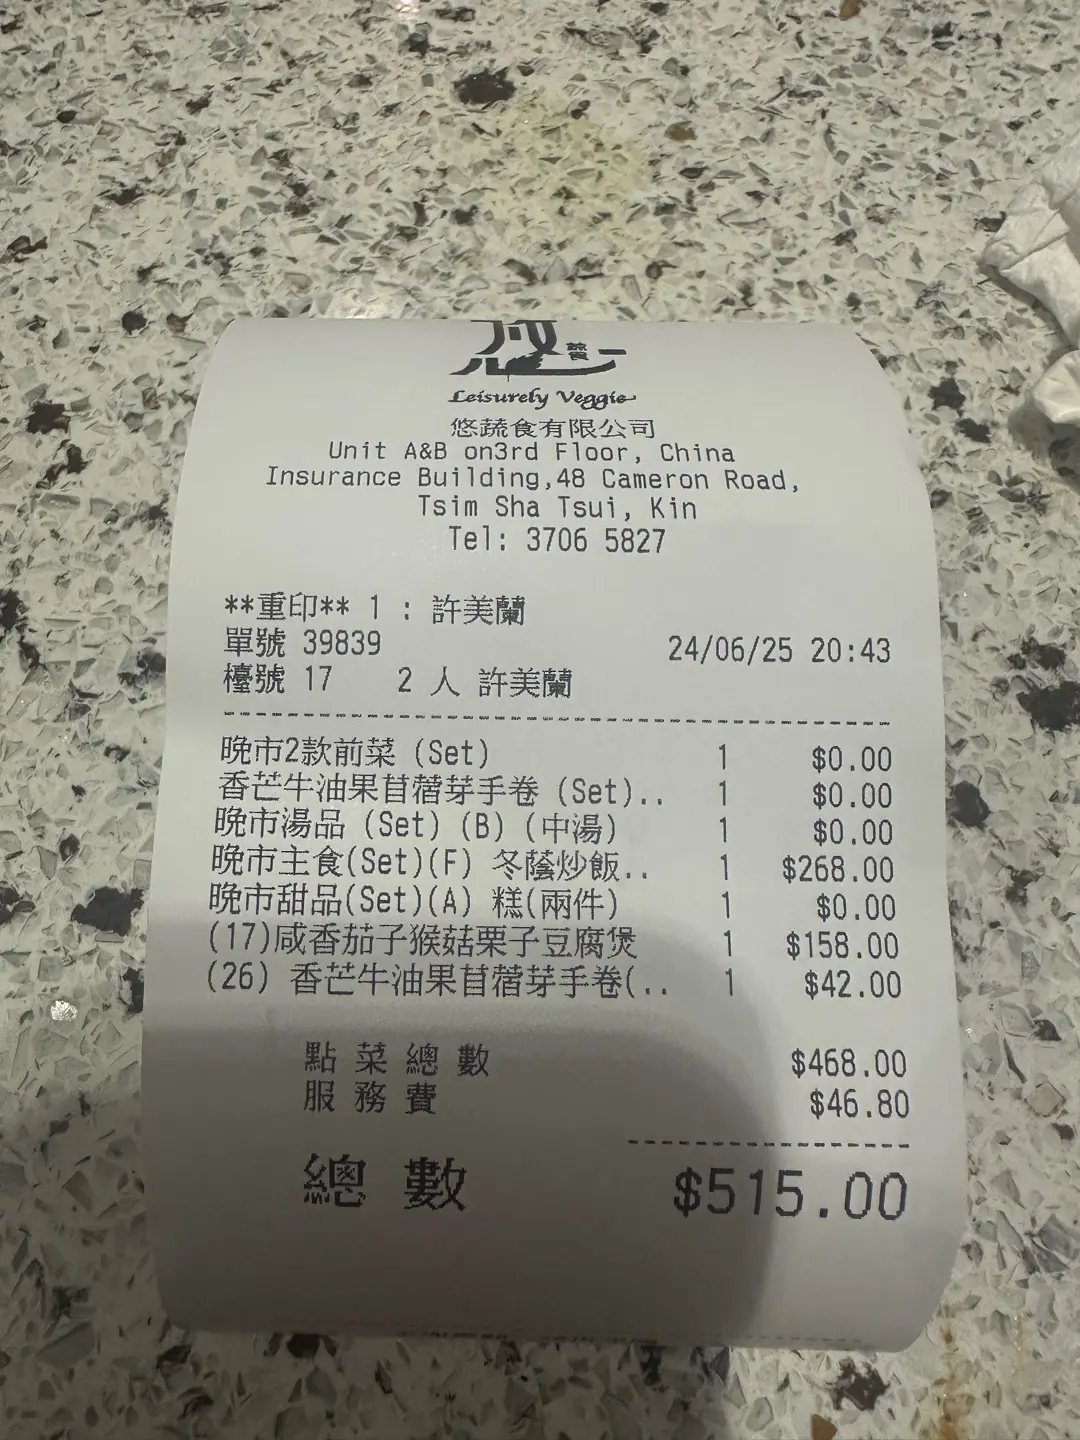 悠
蔬食
Leisurely Veggie
悠蔬食有限公司
Unit A&B on3rd Floor, China
Insurance Building,48 Cameron Road,
Tsim Sha Tsui, Kin
Tel: 3706 5827
**重印** 1 : 許美蘭
單號 39839 24/06/25 20:43
檯號 17 2 人 許美蘭
晚市2款前菜 (Set) 1 $0.00
香芒牛油果苜蓿芽手卷 (Set).. 1 $0.00
晚市湯品 (Set) (B) (中湯) 1 $0.00
晚市主食(Set)(F) 冬蔭炒飯.. 1 $268.00
晚市甜品(Set)(A) 糕(兩件) 1 $0.00
(17)咸香茄子猴菇栗子豆腐煲 1 $158.00
(26) 香芒牛油果苜蓿芽手卷(.. 1 $42.00
點菜總數 $468.00
服務費 $46.80
總數 $515.00